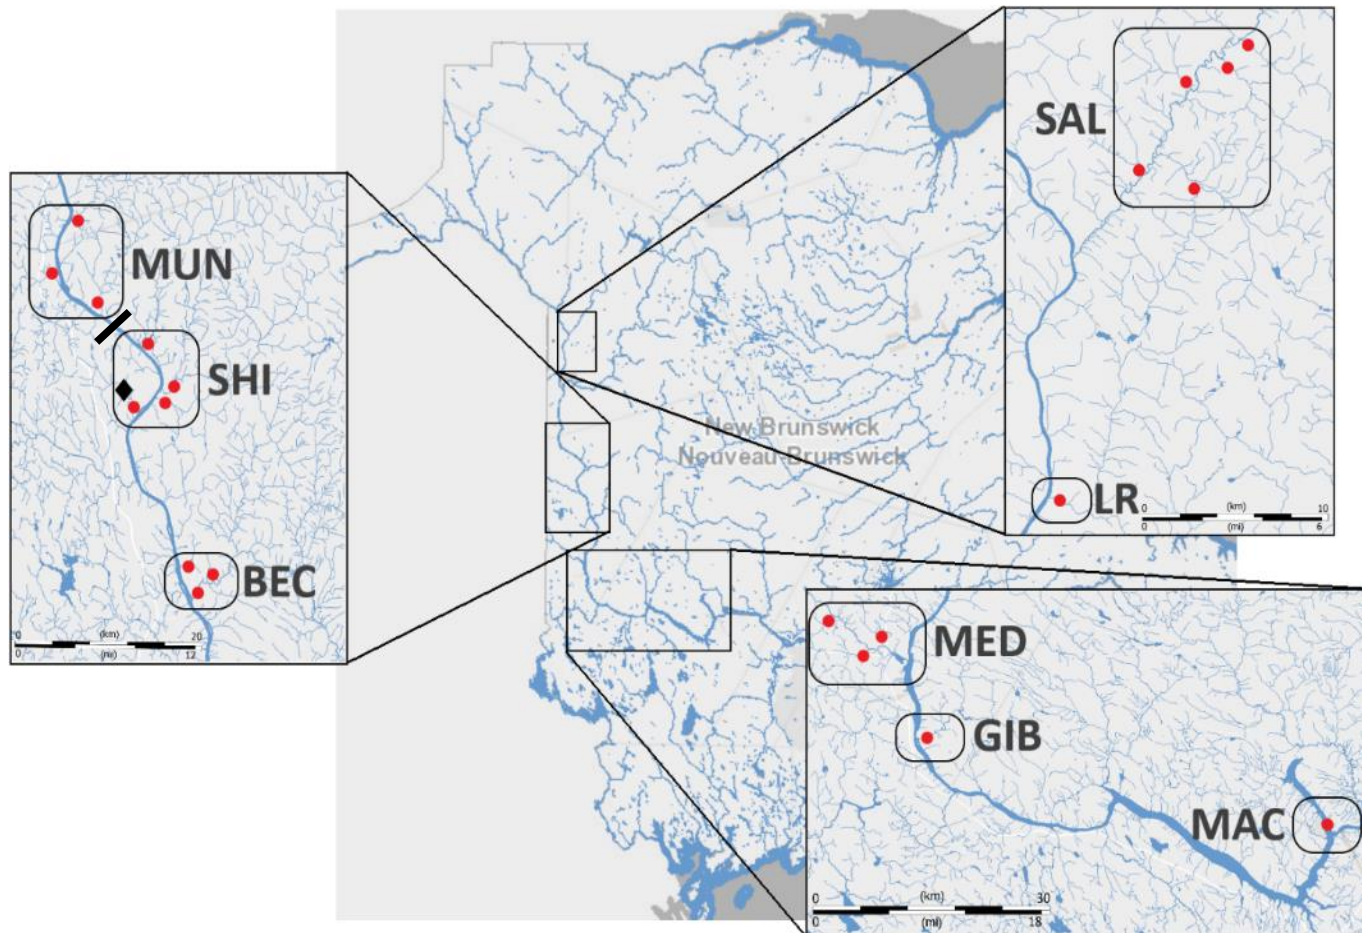 SAL
MUN
SHI
New Brunswick
Nouveau-Brunswick
LR
0 (km) 10
0 (mi) 6
BEC
0 (km) 20
0 (mi) 12
MED
GIB
MAC
0 (km) 30
0 (mi) 18